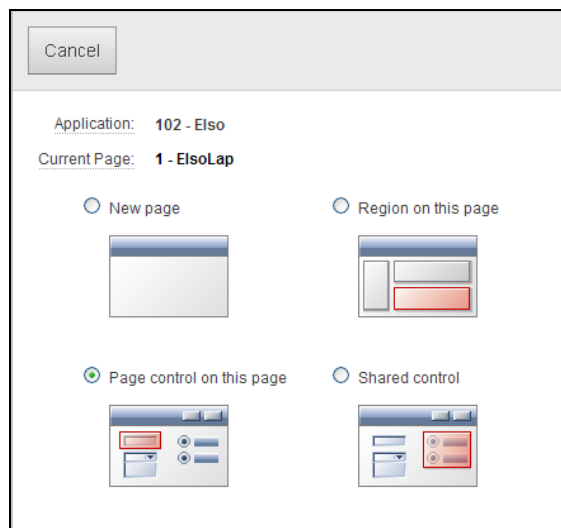 Cancel
Application: 102 - Elso
Current Page: 1 - ElsoLap
New page
Region on this page
Page control on this page
Shared control